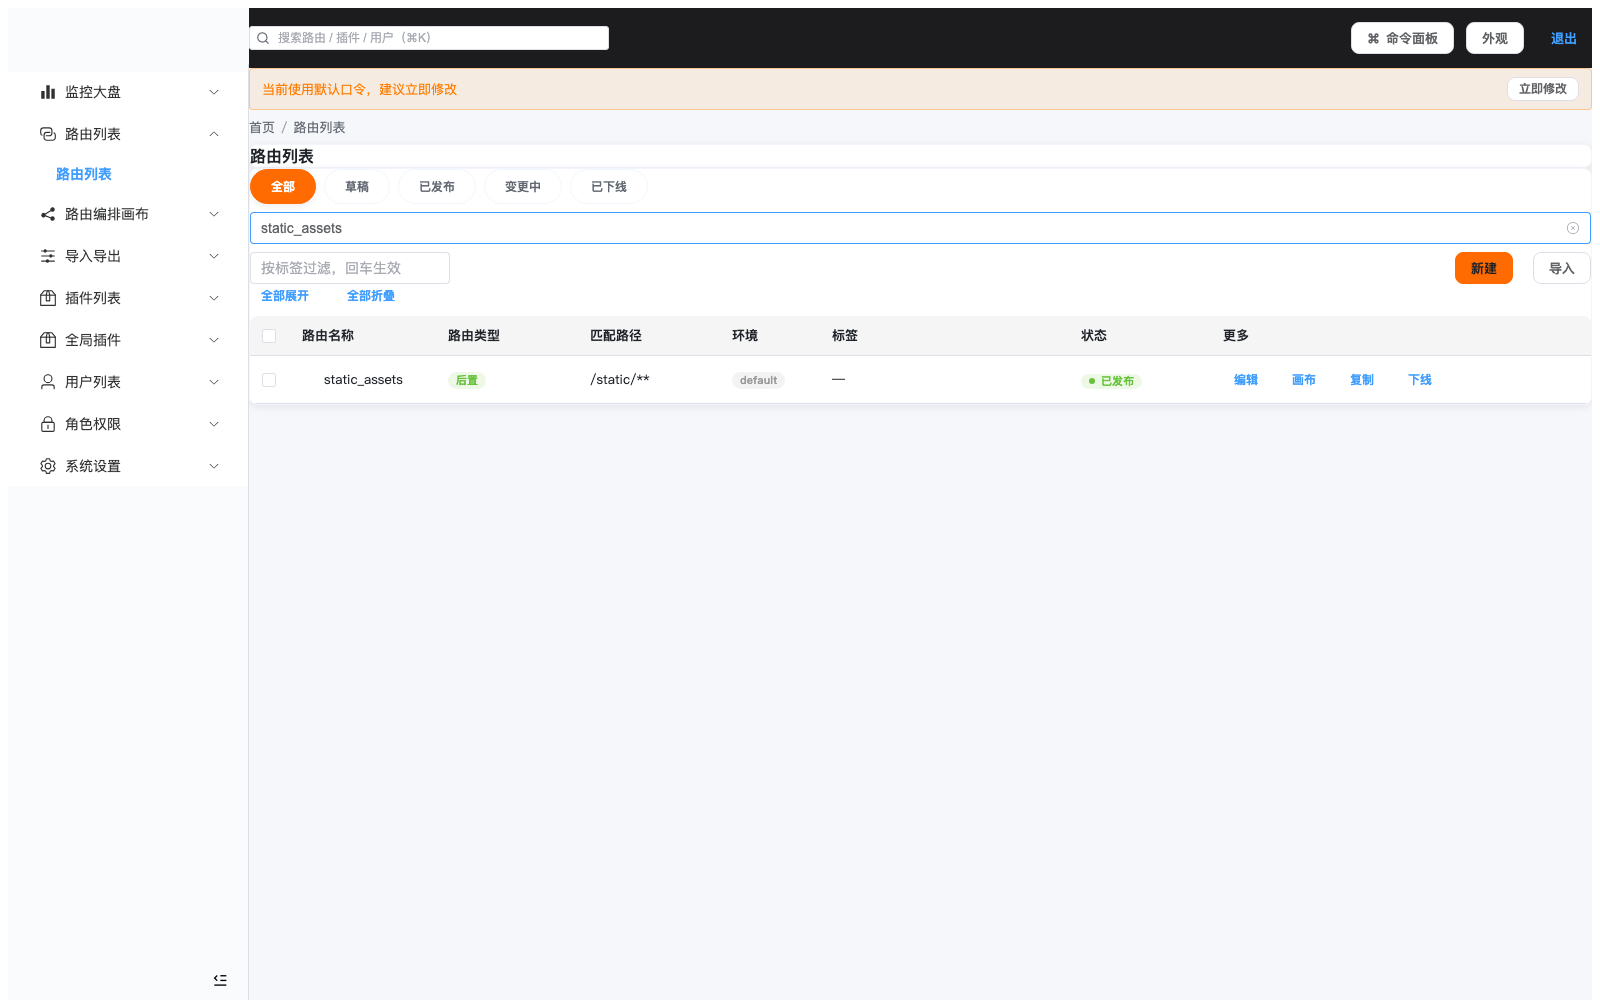 搜索路由 / 插件 / 用户（⌘K）
⌘ 命令面板
外观
退出
监控大盘
路由列表
路由列表
路由编排画布
导入导出
插件列表
全局插件
用户列表
角色权限
系统设置
当前使用默认口令，建议立即修改
立即修改
首页 / 路由列表
路由列表
全部 草稿 已发布 变更中 已下线
static_assets
按标签过滤，回车生效
新建 导入
全部展开 全部折叠
路由名称 路由类型 匹配路径 环境 标签 状态 更多
static_assets 后置 /static/** default — 已发布 编辑 画布 复制 下线